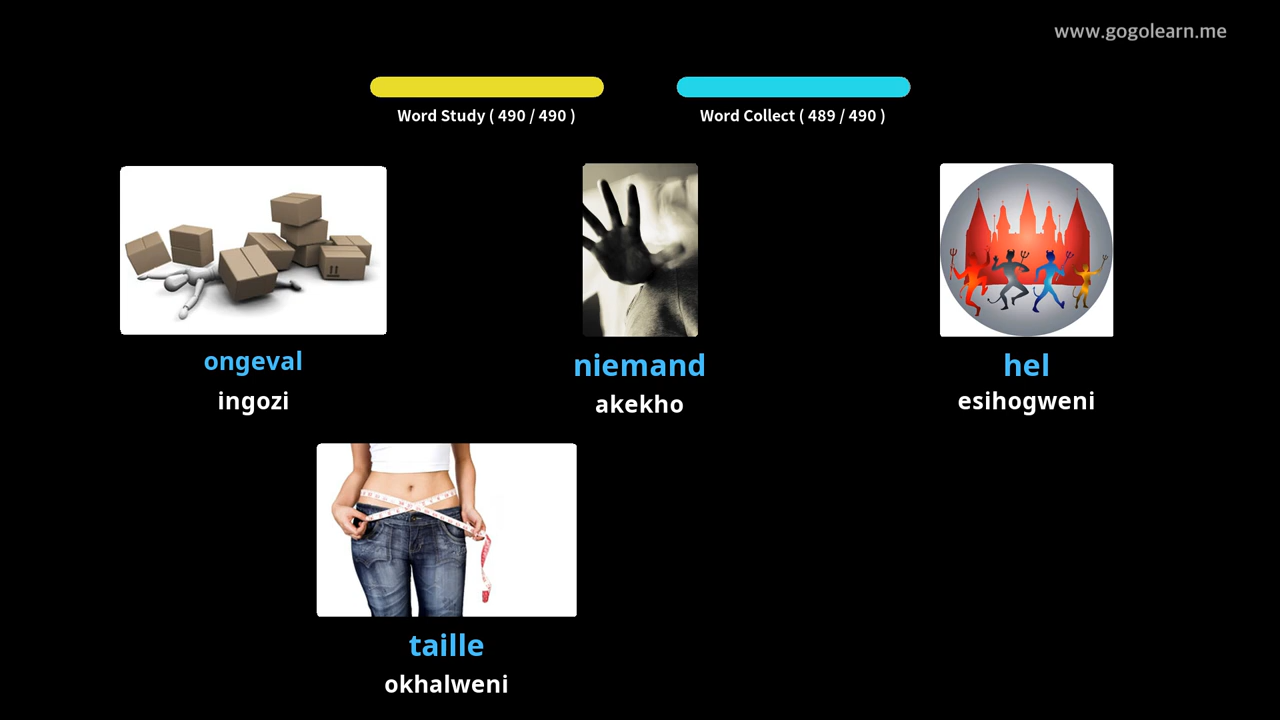 www.gogolearn.me
Word Study ( 490 / 490 )
Word Collect ( 489 / 490 )
ongeval
ingozi
niemand
akekho
hel
esihogweni
taille
okhalweni